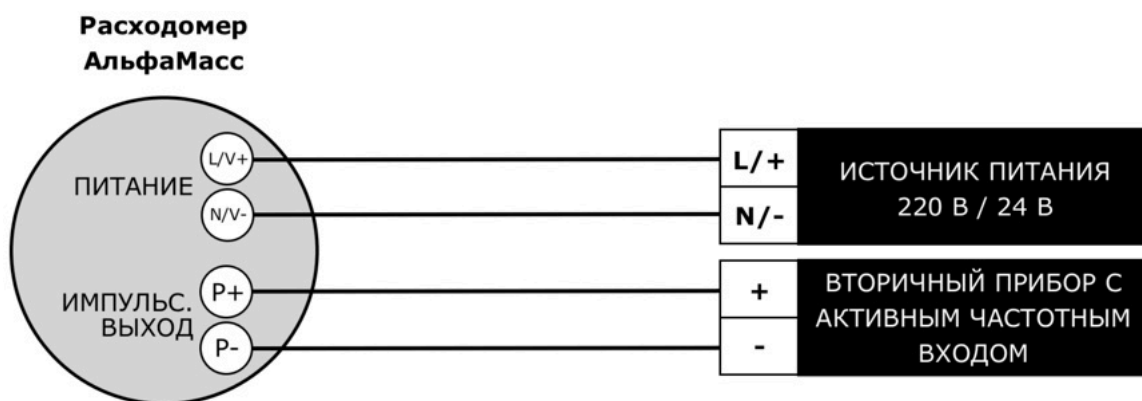 Расходомер
АльфаМасс
ПИТАНИЕ
L/V+
N/V-
ИМПУЛЬС.
ВЫХОД
P+
P-
L/+
N/-
ИСТОЧНИК ПИТАНИЯ
220 В / 24 В
+
-
ВТОРИЧНЫЙ ПРИБОР С
АКТИВНЫМ ЧАСТОТНЫМ
ВХОДОМ